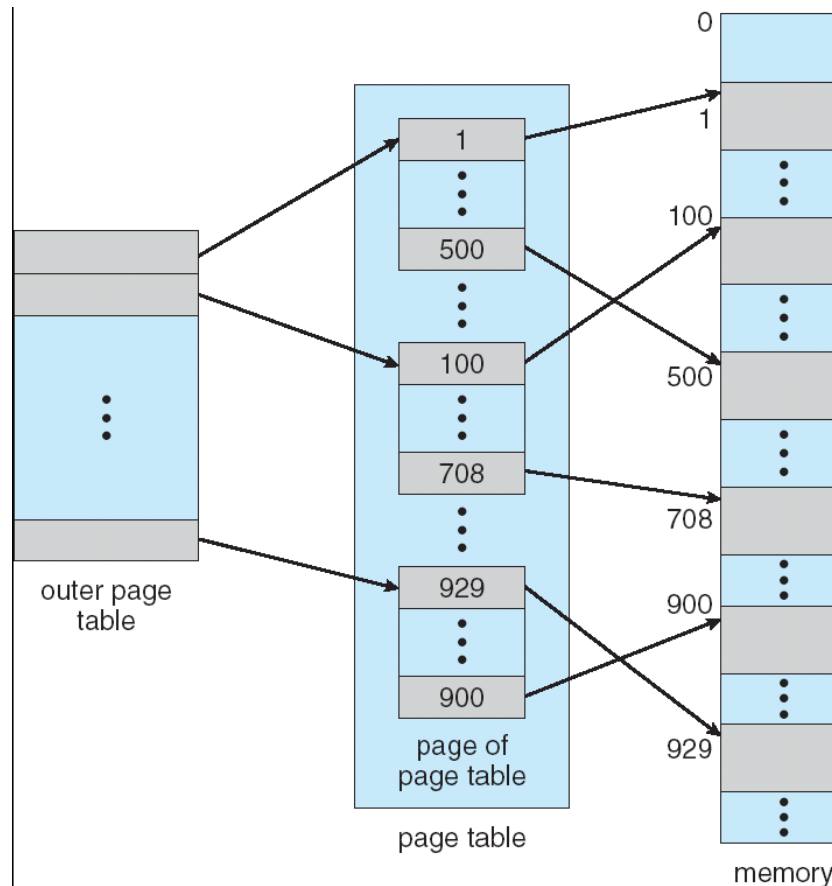 outer page
table
1
500
100
708
929
900
page of
page table
page table
0
1
100
500
708
900
929
memory